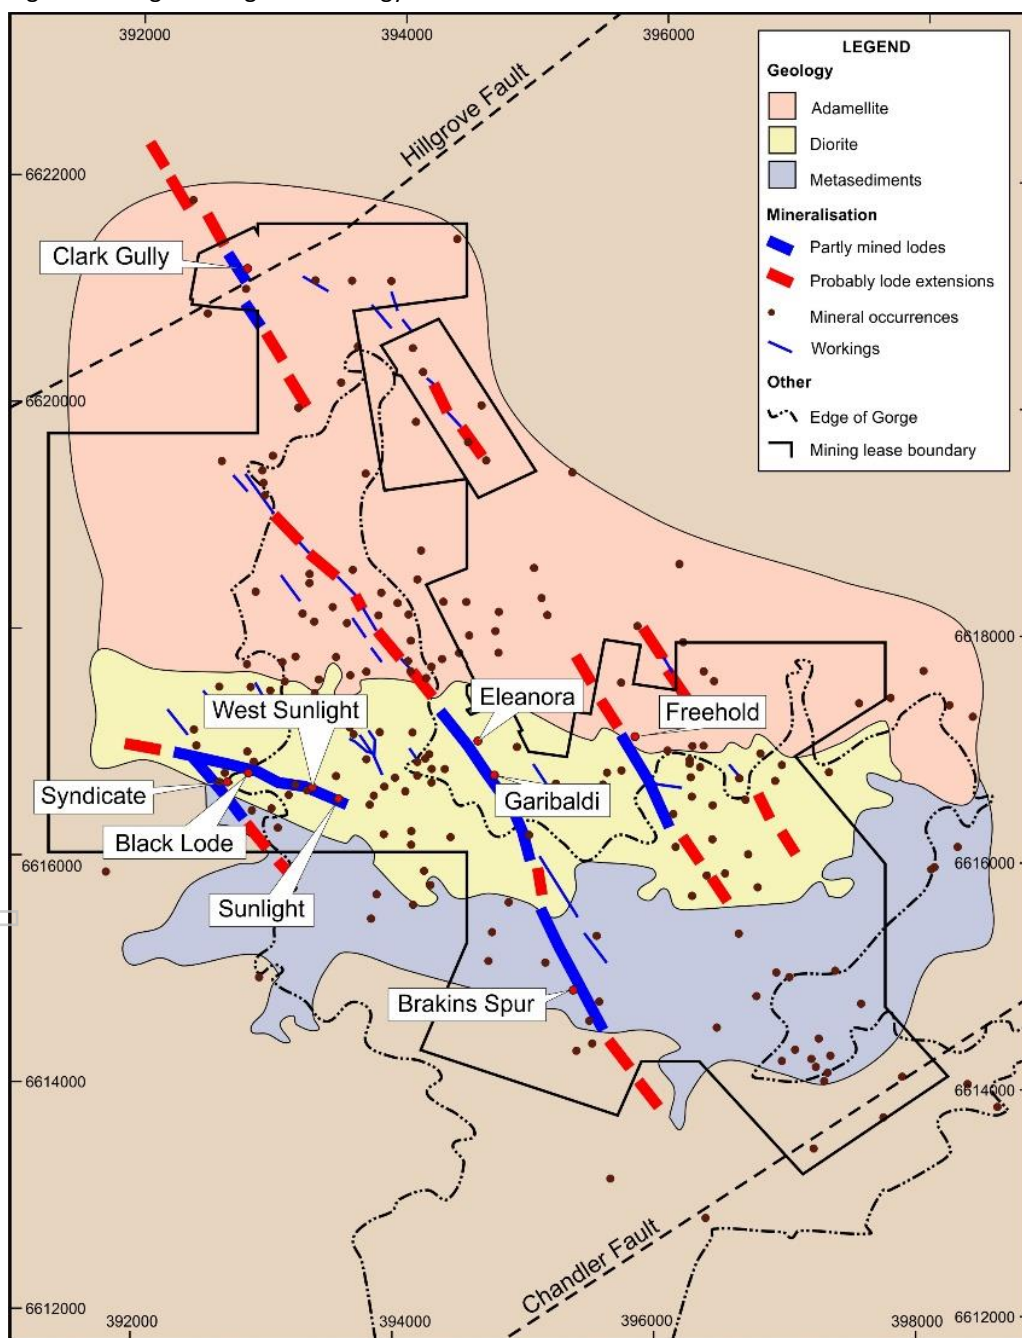 392000
394000
396000
LEGEND
Geology
Adamellite
Diorite
Metasediments
Mineralisation
Partly mined lodes
Probably lode extensions
Mineral occurrences
Workings
Other
Edge of Gorge
Mining lease boundary
Hillgrove Fault
6622000
Clark Gully
6620000
6618000
Eleanora
West Sunlight
Freehold
Syndicate
Garibaldi
Black Lode
6616000
6616000
Sunlight
Brakins Spur
6614000
6614000
Chandler Fault
6612000
6612000
392000
394000
396000
398000